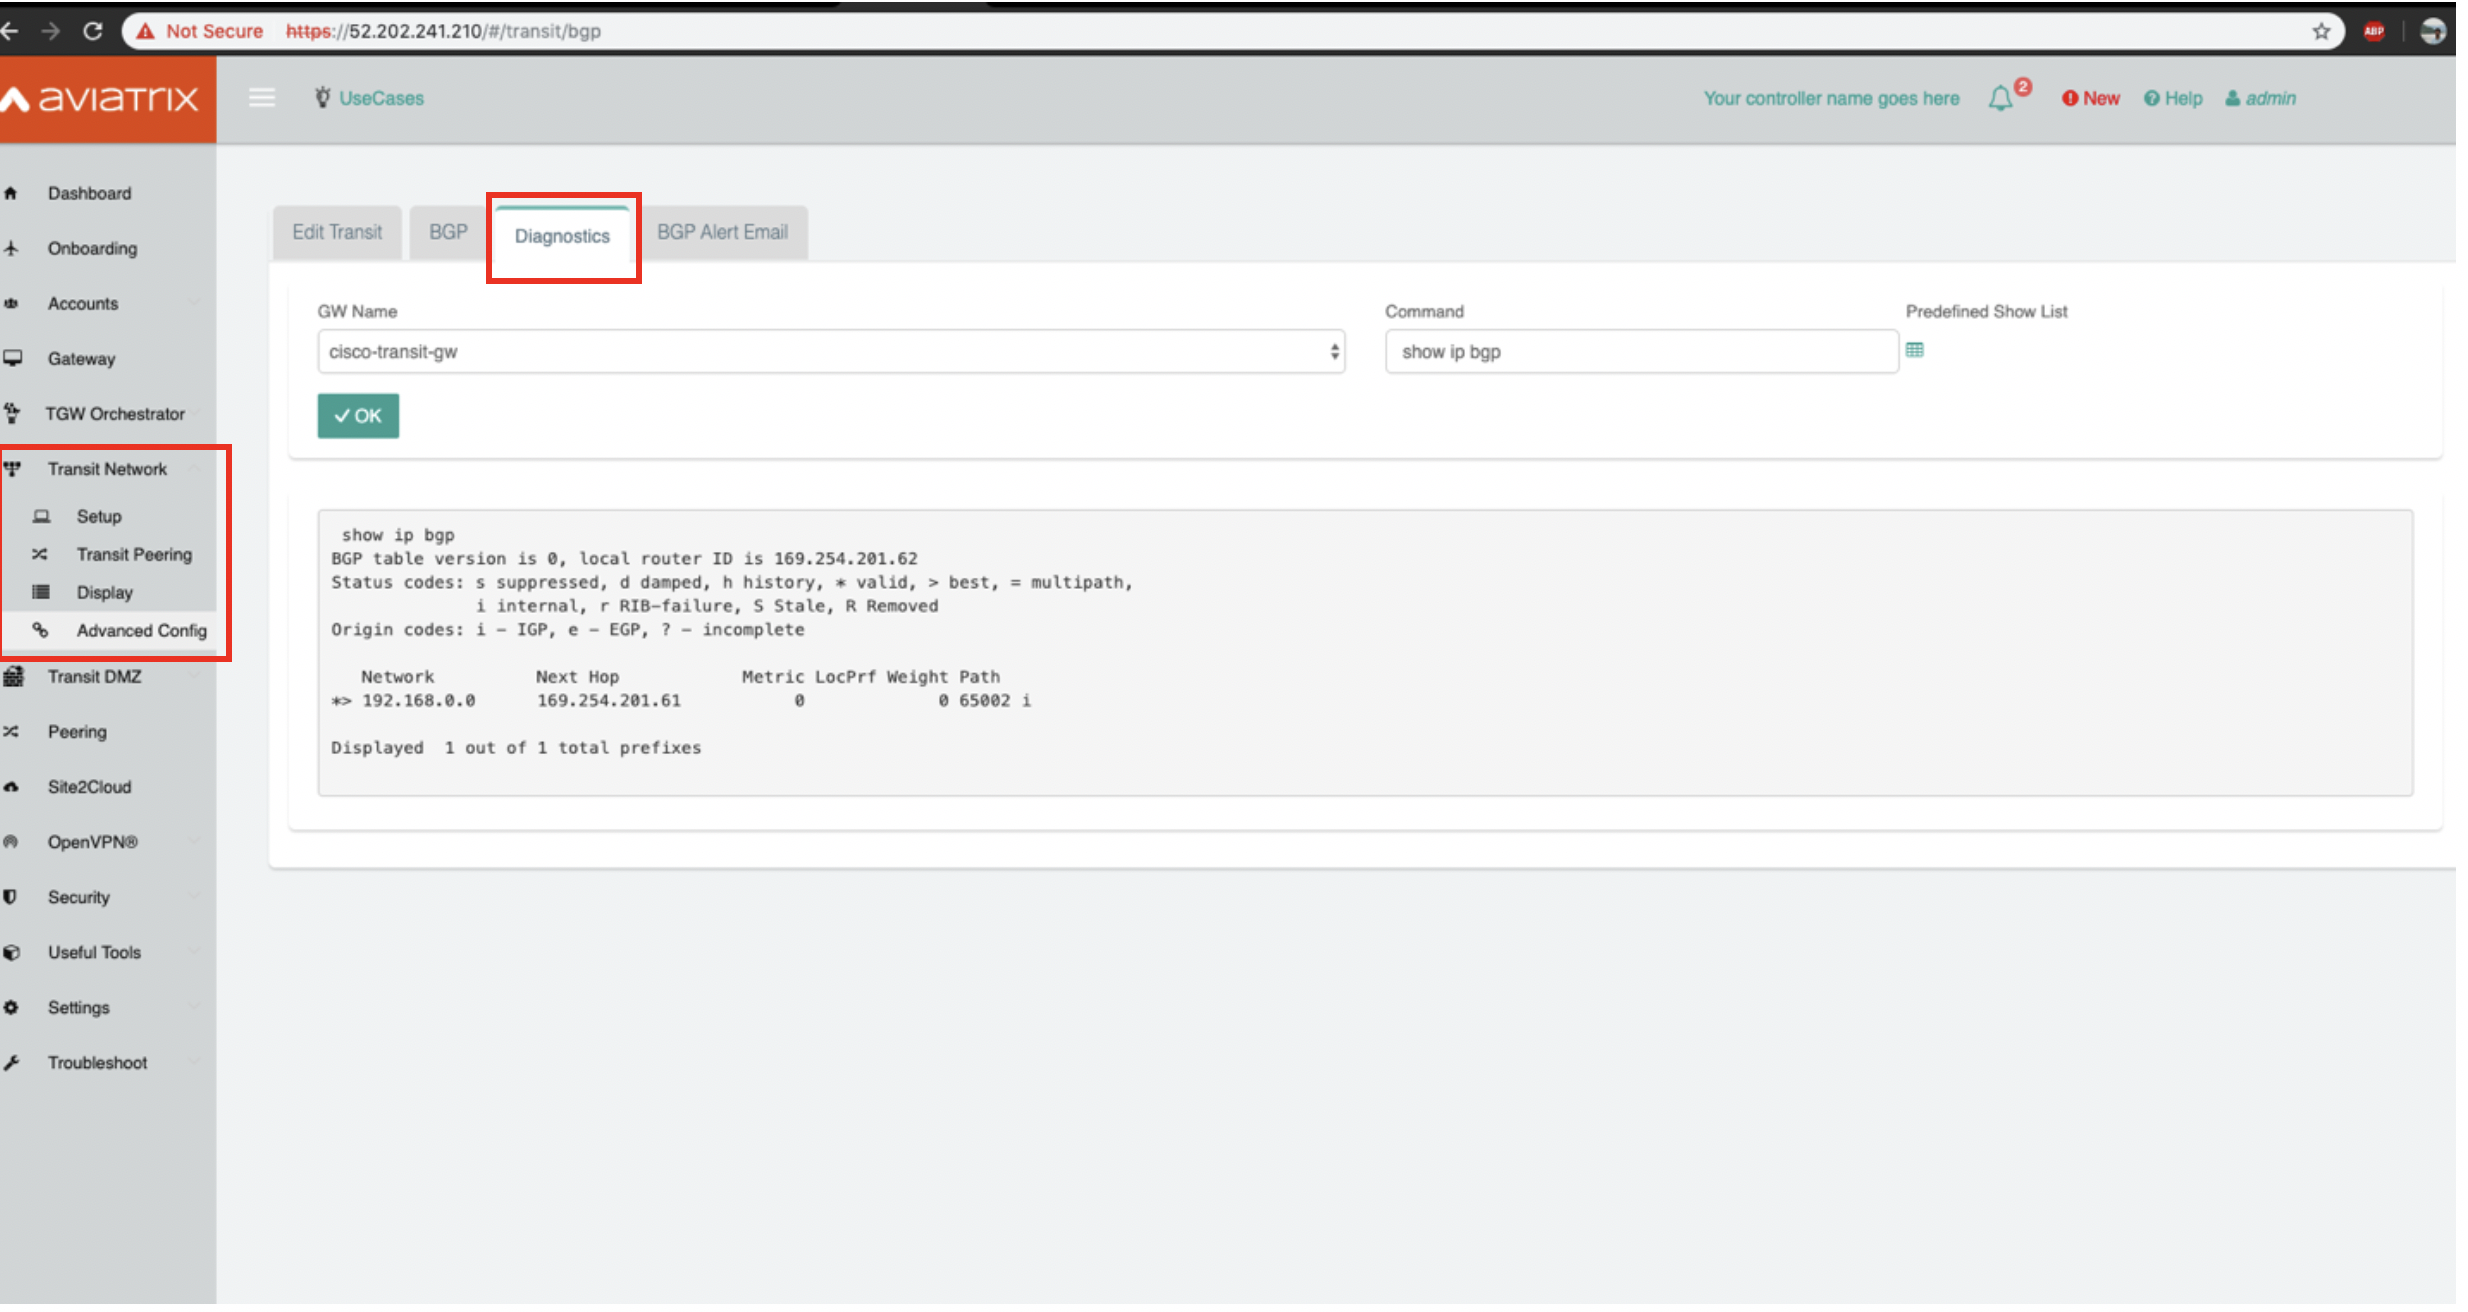 Not Secure https://52.202.241.210/#/transit/bgp
ABP
aviatrix
UseCases
Your controller name goes here
2
New
Help
admin
Dashboard
Onboarding
Accounts
Gateway
TGW Orchestrator
Transit Network
Setup
Transit Peering
Display
Advanced Config
Transit DMZ
Peering
Site2Cloud
OpenVPN®
Security
Useful Tools
Settings
Troubleshoot
Edit Transit
BGP
Diagnostics
BGP Alert Email
GW Name
cisco-transit-gw
Command
show ip bgp
Predefined Show List
OK
show ip bgp
BGP table version is 0, local router ID is 169.254.201.62
Status codes: s suppressed, d damped, h history, * valid, > best, = multipath,
i internal, r RIB-failure, S Stale, R Removed
Origin codes: i - IGP, e - EGP, ? - incomplete
Network Next Hop Metric LocPrf Weight Path
*> 192.168.0.0 169.254.201.61 0 0 65002 i
Displayed 1 out of 1 total prefixes